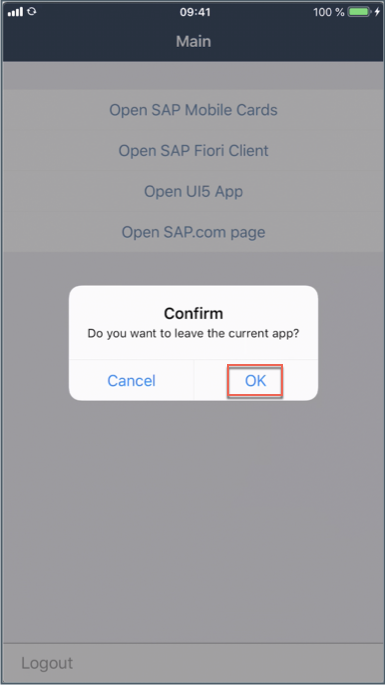 09:41
100 %
Main
Open SAP Mobile Cards
Open SAP Fiori Client
Open UI5 App
Open SAP.com page
Confirm
Do you want to leave the current app?
Cancel
OK
Logout